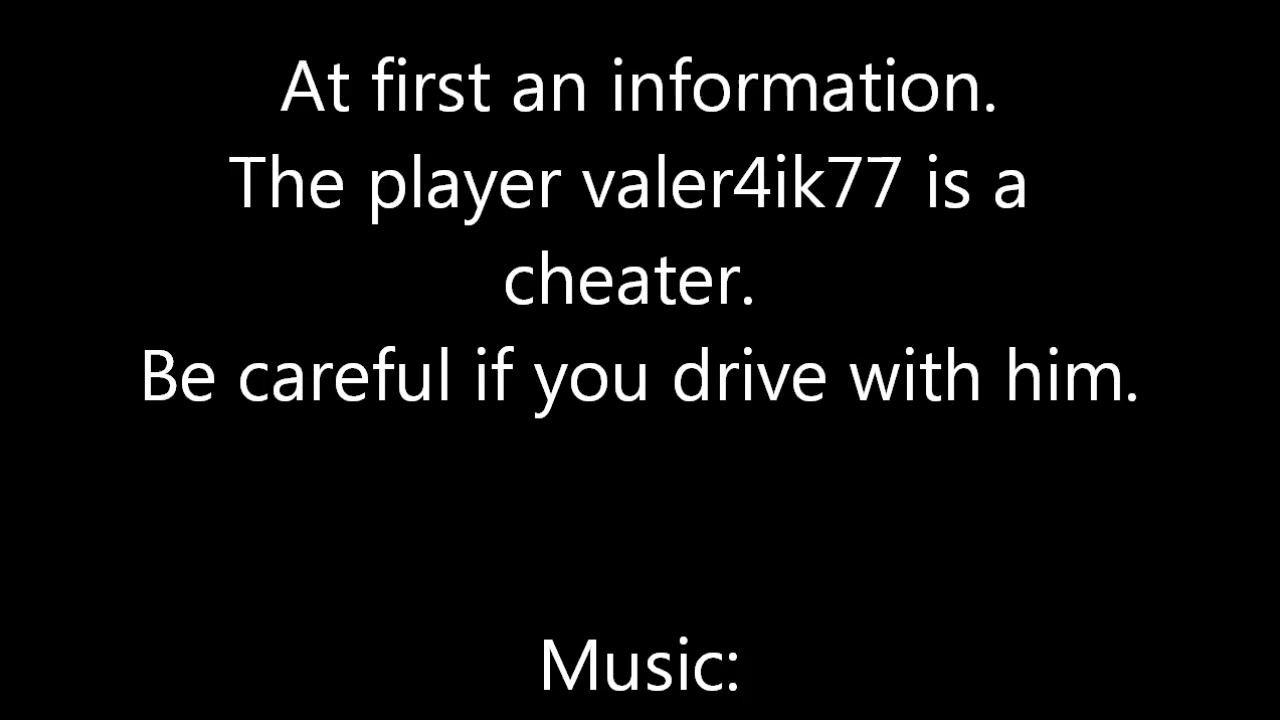 At first an information.
The player valer4ik77 is a
cheater.
Be careful if you drive with him.
Music: